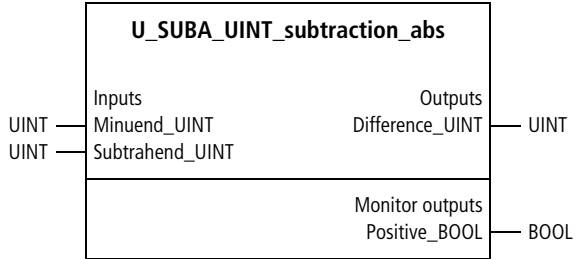 U_SUBA_UINT_subtraction_abs
Inputs Outputs
UINT Minuend_UINT Difference_UINT UINT
UINT Subtrahend_UINT
Monitor outputs
Positive_BOOL BOOL